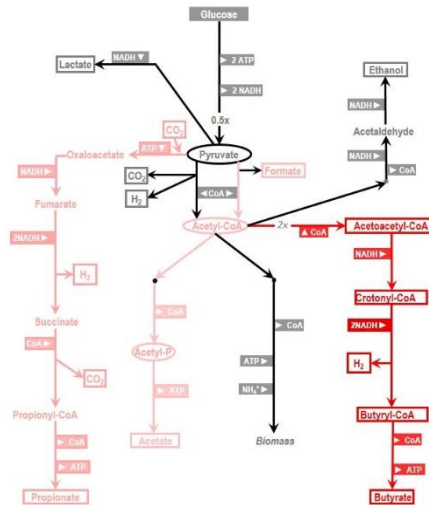 Glucose
NADH ▼
Lactate
► 2 ATP
► 2 NADH
0.5x
Ethanol
NADH ►
Acetaldehyde
NADH ►
► CoA
CO2
ATP ▼
Oxaloacetate
Pyruvate
NADH ►
CO2
Formate
H2
◄ CoA ►
Fumarate
Acetyl-CoA
2x
▲ CoA
Acetoacetyl-CoA
2NADH ►
NADH ►
H2
Crotonyl-CoA
Succinate
► CoA
► CoA
2NADH ►
CoA ►
Acetyl-P
ATP ►
H2
CO2
► ATP
NH4+ ►
Propionyl-CoA
Acetate
Biomass
Butyryl-CoA
► CoA
► CoA
► ATP
► ATP
Propionate
Butyrate